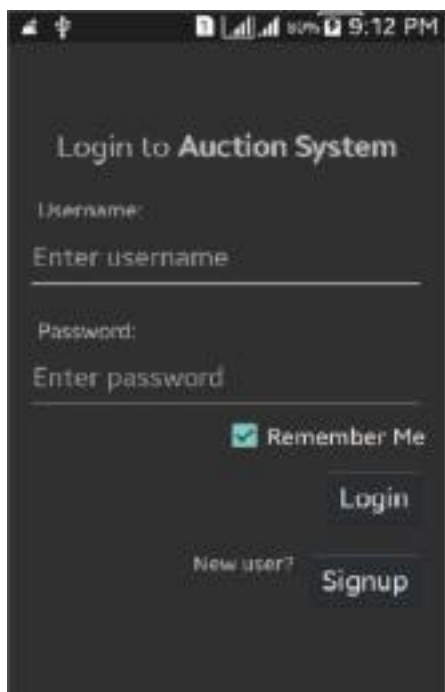 9:12 PM
Login to Auction System
Username:
Enter username
Password:
Enter password
Remember Me
Login
New user?
Signup